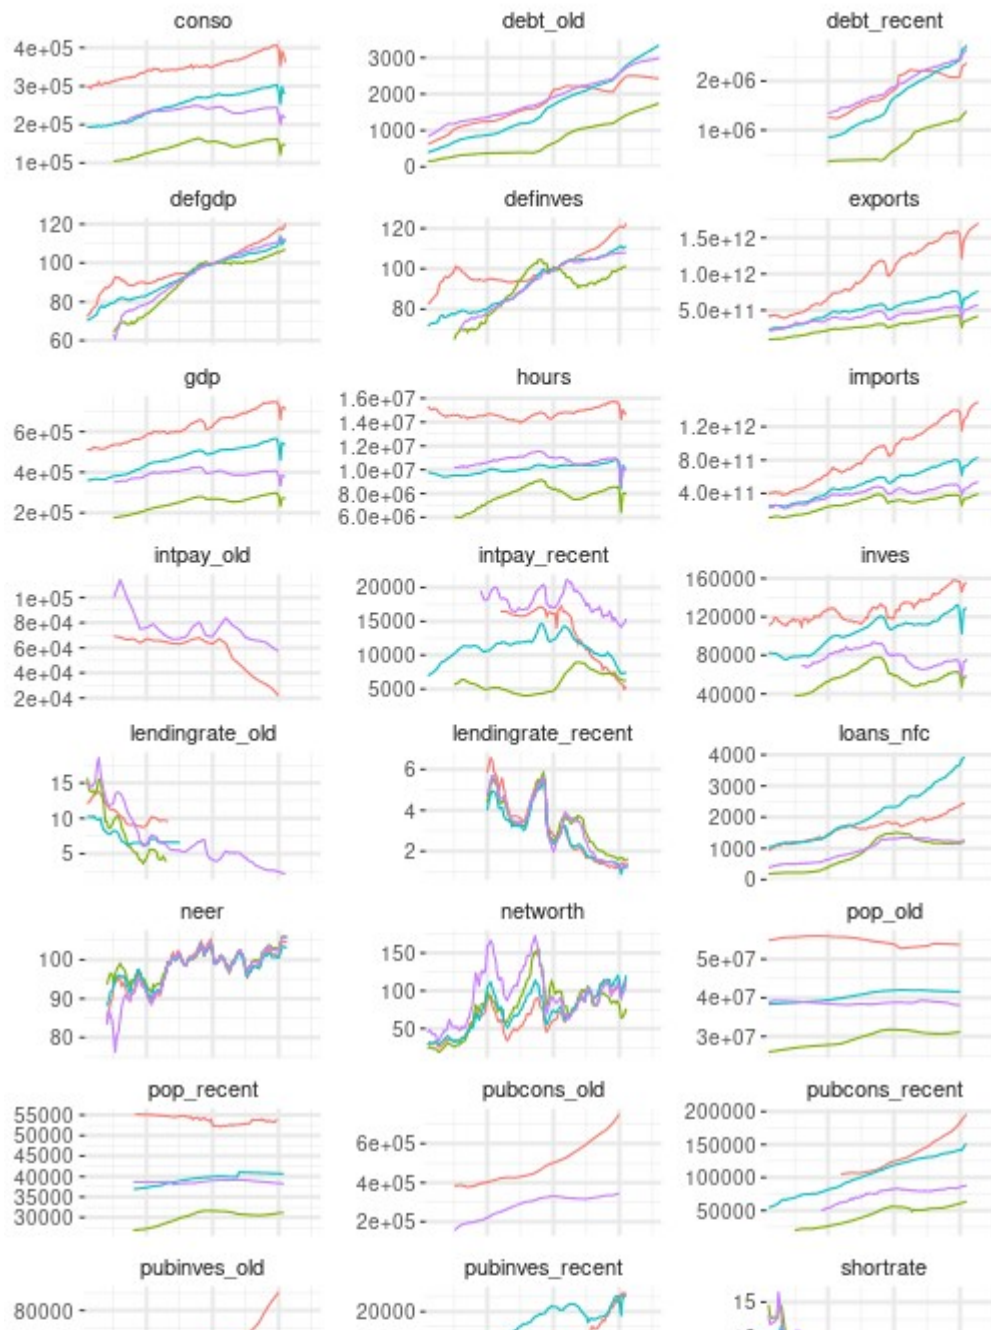 conso debt_old debt_recent
4e+05 3000 2e+06
3e+05 2000
2e+05 1000 1e+06
1e+05 0
defgdp definves exports
120 120 1.5e+12
100 100 1.0e+12
80 80 5.0e+11
60
gdp hours imports
6e+05 1.6e+07 1.2e+12
4e+05 1.4e+07 8.0e+11
2e+05 1.2e+07 4.0e+11
1.0e+07
8.0e+06
6.0e+06
intpay_old intpay_recent inves
1e+05 20000 160000
8e+04 15000 120000
6e+04 10000 80000
4e+04 5000 40000
2e+04
lendingrate_old lendingrate_recent loans_nfc
15 6 4000
10 4 3000
5 2 2000
1000
0
neer networth pop_old
100 150 5e+07
90 100 4e+07
80 50 3e+07
pop_recent pubcons_old pubcons_recent
55000 6e+05 200000
50000 4e+05 150000
45000 2e+05 100000
40000 50000
35000
30000
pubinves_old pubinves_recent shortrate
80000 20000 15